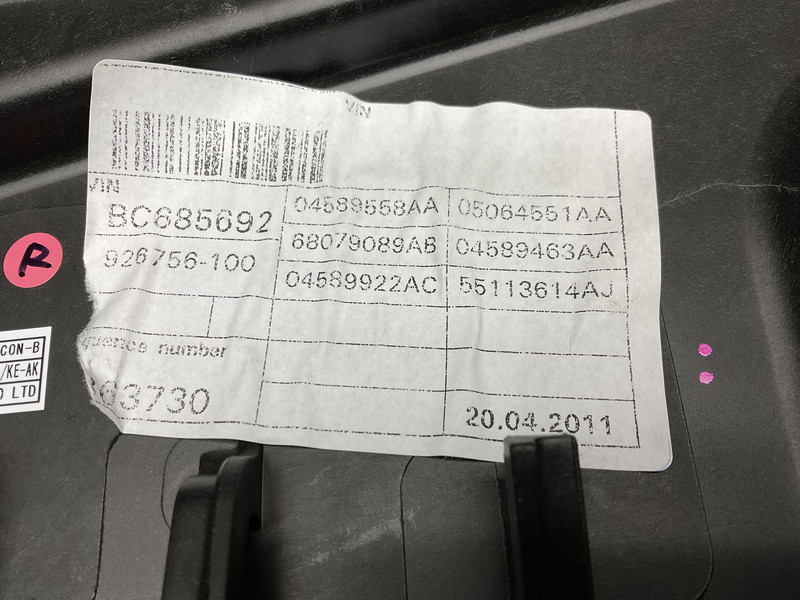 VIN
VIN
BC685692
926756-100
04589558AA 05064551AA
68079089AB 04589463AA
04589922AC 55113614AJ
quence number
63730
20.04.2011
R
CON-B
/KE-AK
LTD